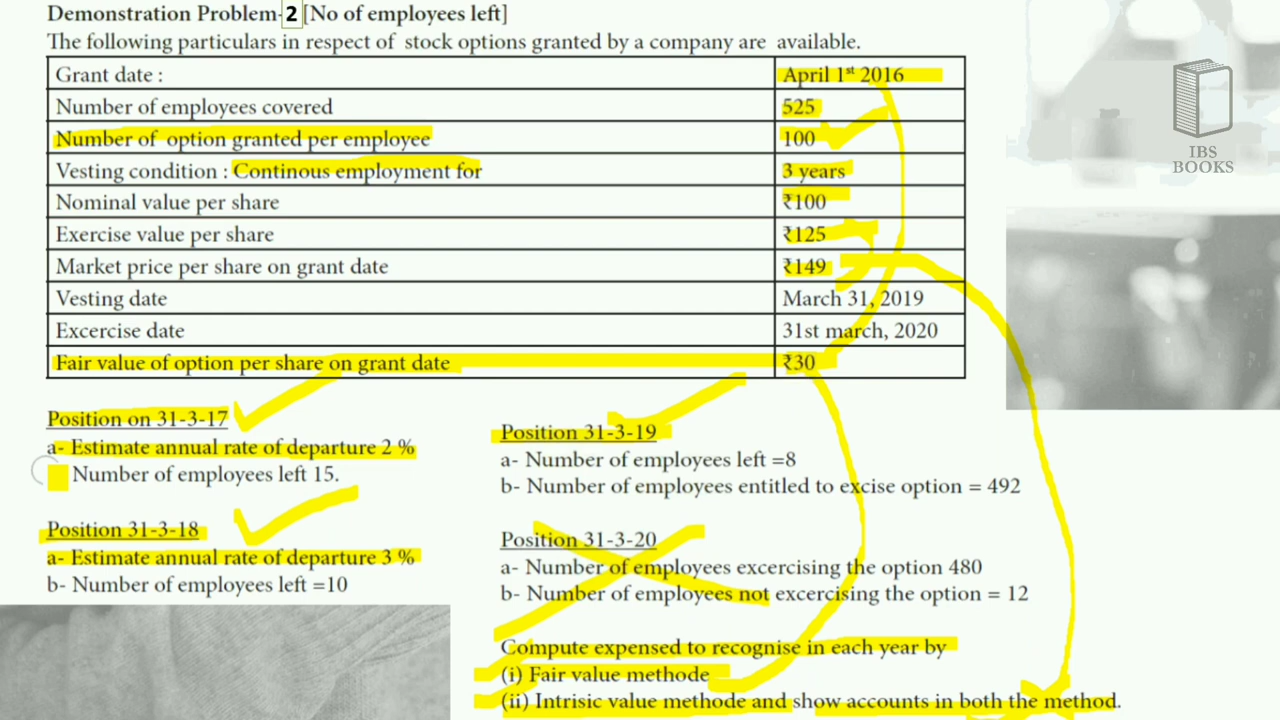 Demonstration Problem-2 [No of employees left]
The following particulars in respect of stock options granted by a company are available.
Grant date : April 1st 2016
Number of employees covered 525
Number of option granted per employee 100
Vesting condition : Continous employment for 3 years
Nominal value per share ₹100
Exercise value per share ₹125
Market price per share on grant date ₹149
Vesting date March 31, 2019
Excercise date 31st march, 2020
Fair value of option per share on grant date ₹30
IBS
BOOKS
Position on 31-3-17
a- Estimate annual rate of departure 2 %
Number of employees left 15.
Position 31-3-18
a- Estimate annual rate of departure 3 %
b- Number of employees left =10
Position 31-3-19
a- Number of employees left =8
b- Number of employees entitled to excise option = 492
Position 31-3-20
a- Number of employees excercising the option 480
b- Number of employees not excercising the option = 12
Compute expensed to recognise in each year by
(i) Fair value methode
(ii) Intrisic value methode and show accounts in both the method.